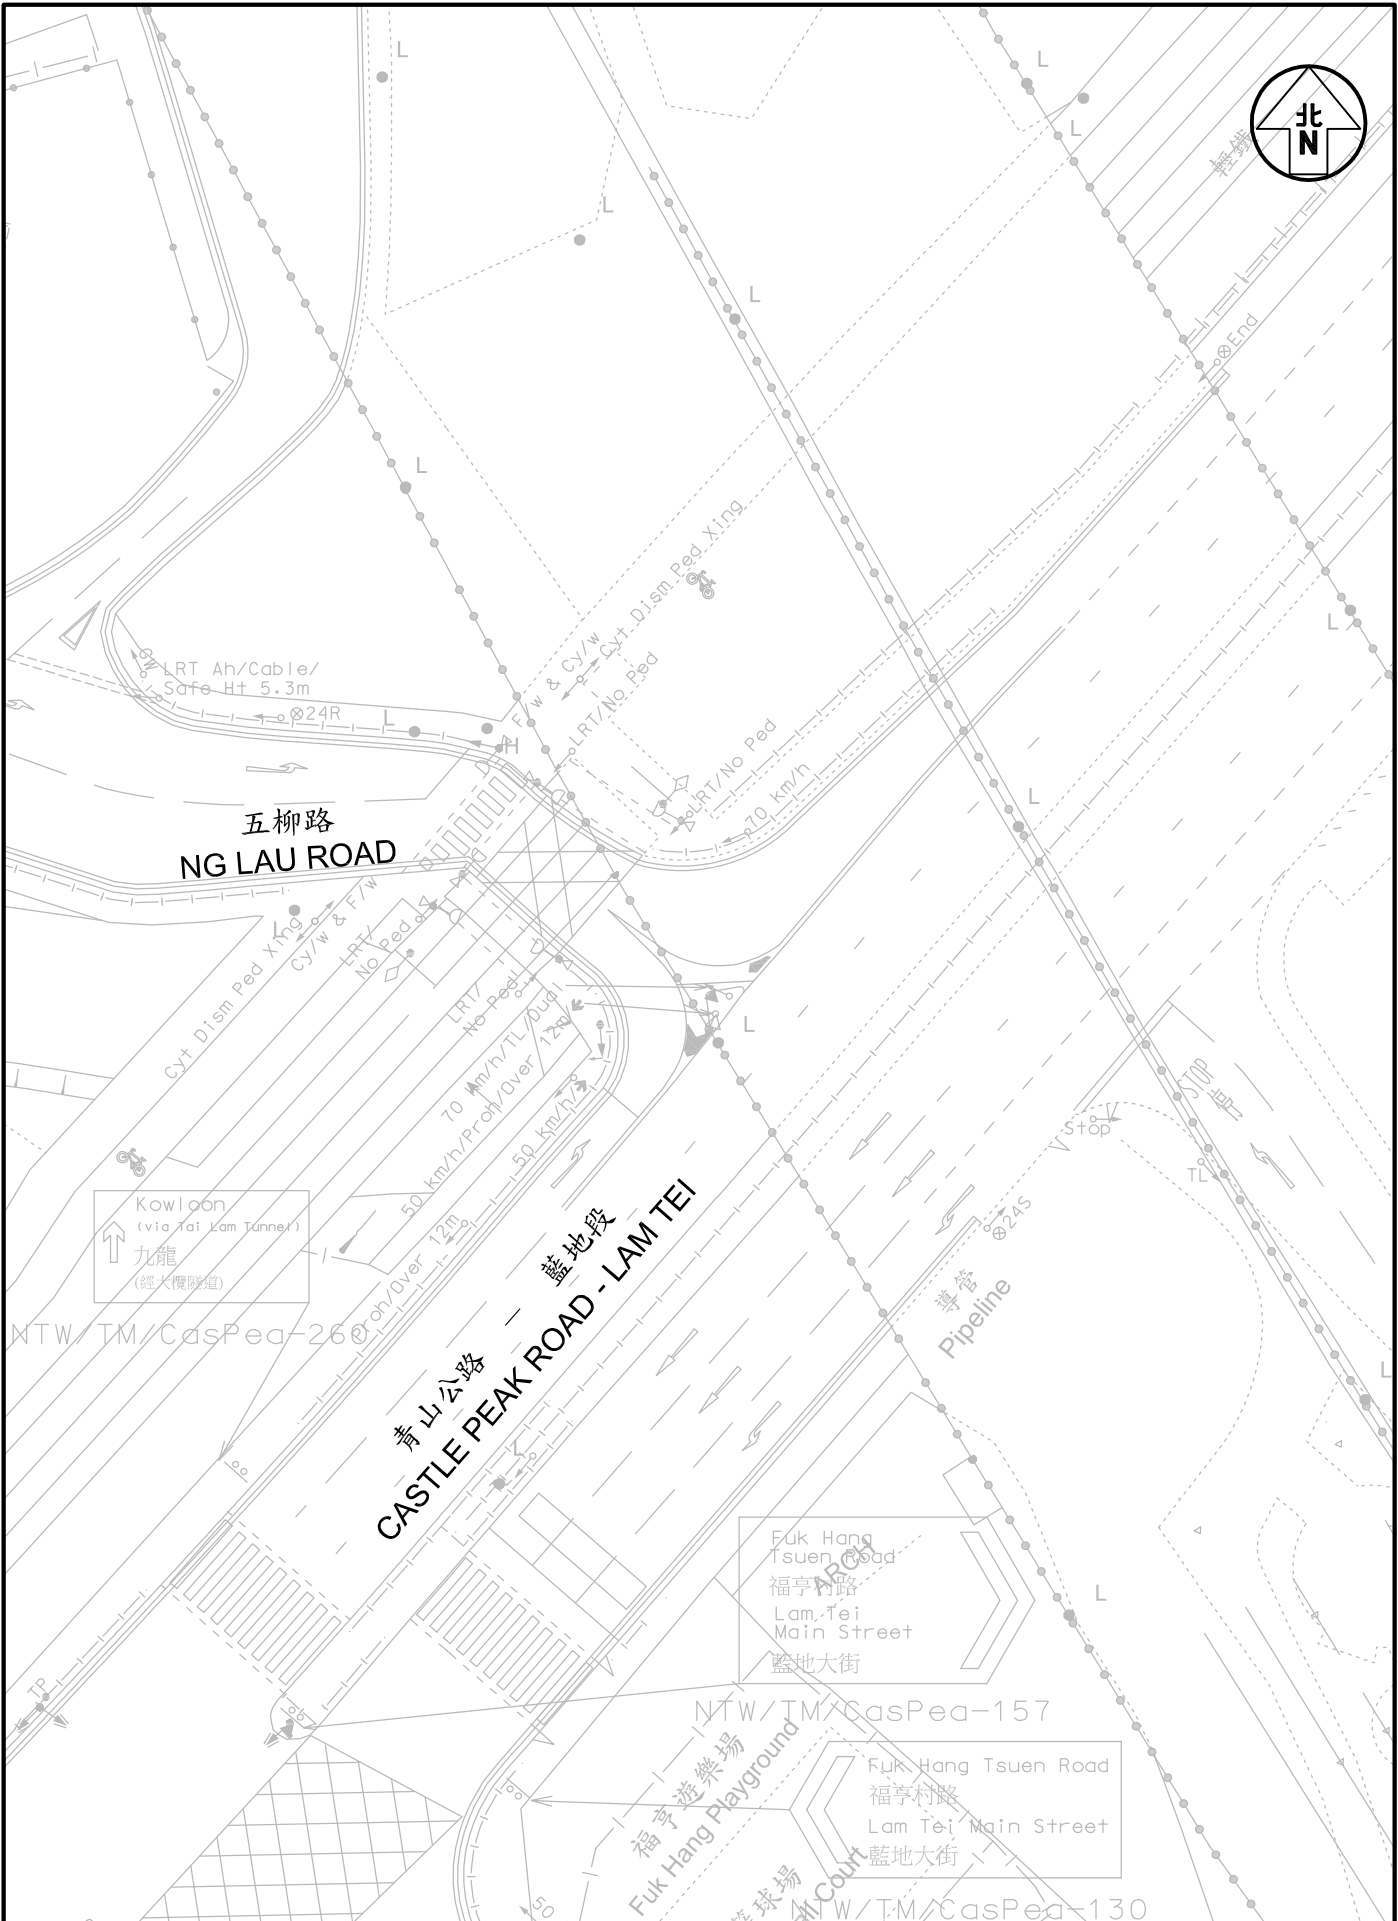 L
L
北
N
輕鐵
L
L
L
End
L
Cyt Dism Ped Xing
F/w & Cy/w
L
LRT/No Ped
LRT Ah/Cable/
Safe Ht 5.3m
24R
L
H
LRT/No Ped
70 km/h
L
五柳路
NG LAU ROAD
L
Cyt Dism Ped Xing
Cy/w & F/w
LRT/
No Ped
LRT/
No Ped
L
70 km/h/TL/Dual
50 km/h/Proh/Over 12m
50 km/h/
STOP
Stop
TL
Kowloon
(via Tai Lam Tunnel)
九龍
(經大欖隧道)
NTW/TM/CasPea-260
Proh/Over 12m
24S
導管
Pipeline
青山公路 － 藍地段
CASTLE PEAK ROAD - LAM TEI
L
L
Fuk Hang
Tsuen Road
福亨村路
Lam Tei
Main Street
藍地大街
ARCH
L
NTW/TM/CasPea-157
TP
福亨遊樂場
Fuk Hang Playground
Fuk Hang Tsuen Road
福亨村路
Lam Tei Main Street
藍地大街
球場
Court
50
NTW/TM/CasPea-130